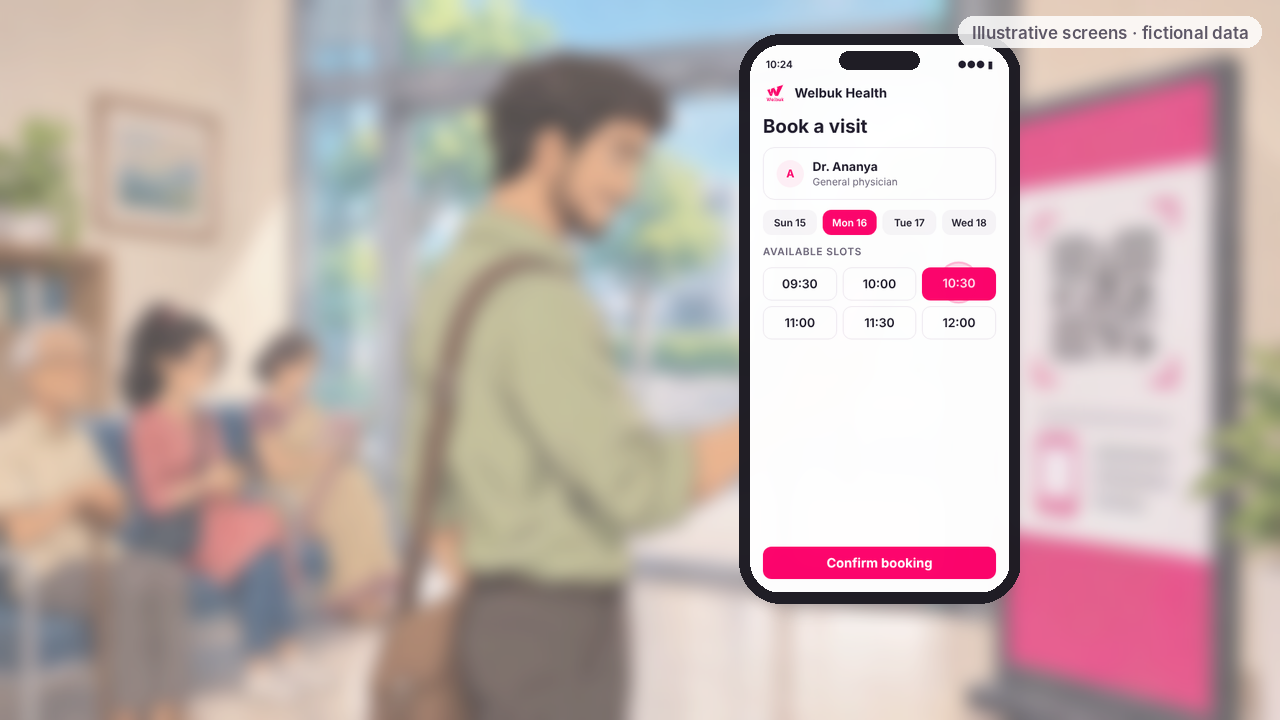 Illustrative screens · fictional data
10:24
Welbuk
Welbuk Health
Book a visit
A
Dr. Ananya
General physician
Sun 15
Mon 16
Tue 17
Wed 18
AVAILABLE SLOTS
09:30
10:00
10:30
11:00
11:30
12:00
Confirm booking